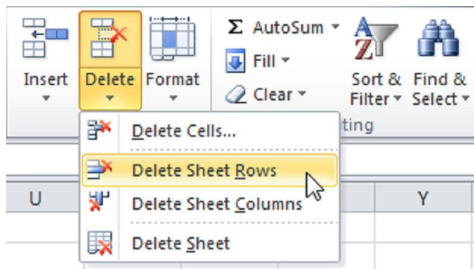 Insert
Delete
Format
Σ AutoSum
Fill
Clear
Sort &
Filter
Find &
Select
ting
Delete Cells...
Delete Sheet Rows
Delete Sheet Columns
Delete Sheet
U
Y